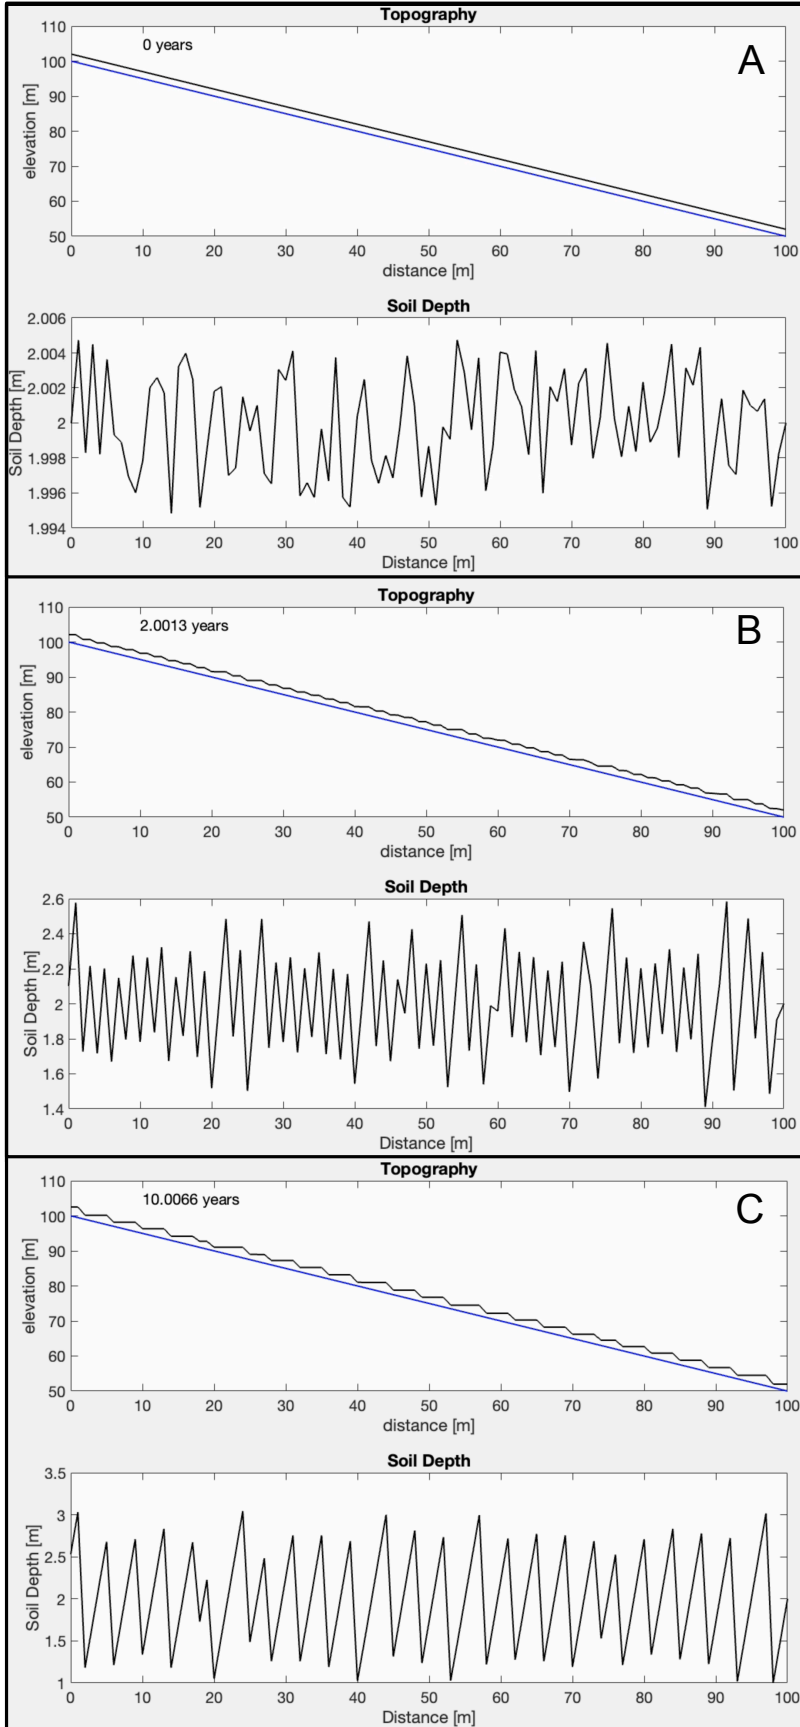 Topography
110
100
90
80
70
60
50
elevation [m]
0 years
A
0 10 20 30 40 50 60 70 80 90 100
distance [m]
Soil Depth
2.006
2.004
2.002
2
1.998
1.996
1.994
Soil Depth [m]
0 10 20 30 40 50 60 70 80 90 100
Distance [m]
Topography
110
100
90
80
70
60
50
elevation [m]
2.0013 years
B
0 10 20 30 40 50 60 70 80 90 100
distance [m]
Soil Depth
2.6
2.4
2.2
2
1.8
1.6
1.4
Soil Depth [m]
0 10 20 30 40 50 60 70 80 90 100
Distance [m]
Topography
110
100
90
80
70
60
50
elevation [m]
10.0066 years
C
0 10 20 30 40 50 60 70 80 90 100
distance [m]
Soil Depth
3.5
3
2.5
2
1.5
1
Soil Depth [m]
0 10 20 30 40 50 60 70 80 90 100
Distance [m]